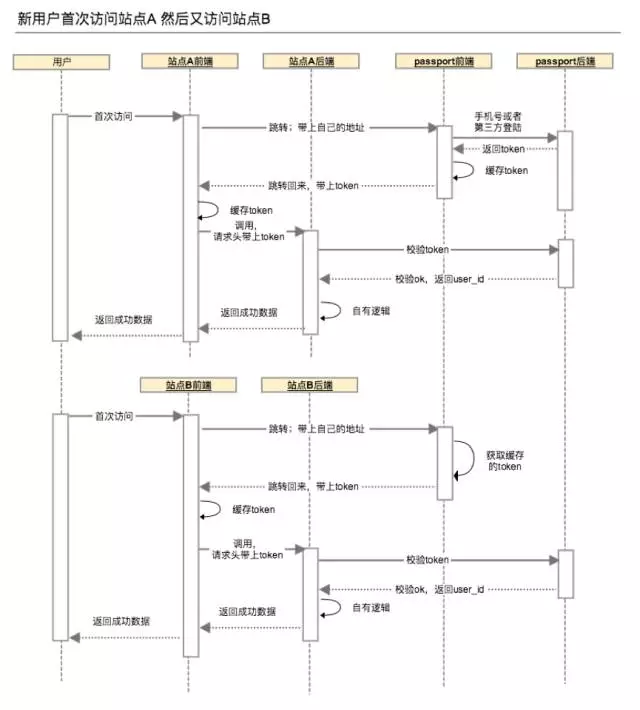 新用户首次访问站点A 然后又访问站点B
用户
站点A前端
站点A后端
passport前端
passport后端
首次访问
跳转；带上自己的地址
手机号或者
第三方登陆
返回token
缓存token
跳转回来，带上token
缓存token
调用，
请求头带上token
校验token
校验ok，返回user_id
自有逻辑
返回成功数据
返回成功数据
站点B前端
站点B后端
首次访问
跳转；带上自己的地址
获取缓存
的token
跳转回来，带上token
缓存token
调用，
请求头带上token
校验token
校验ok，返回user_id
自有逻辑
返回成功数据
返回成功数据